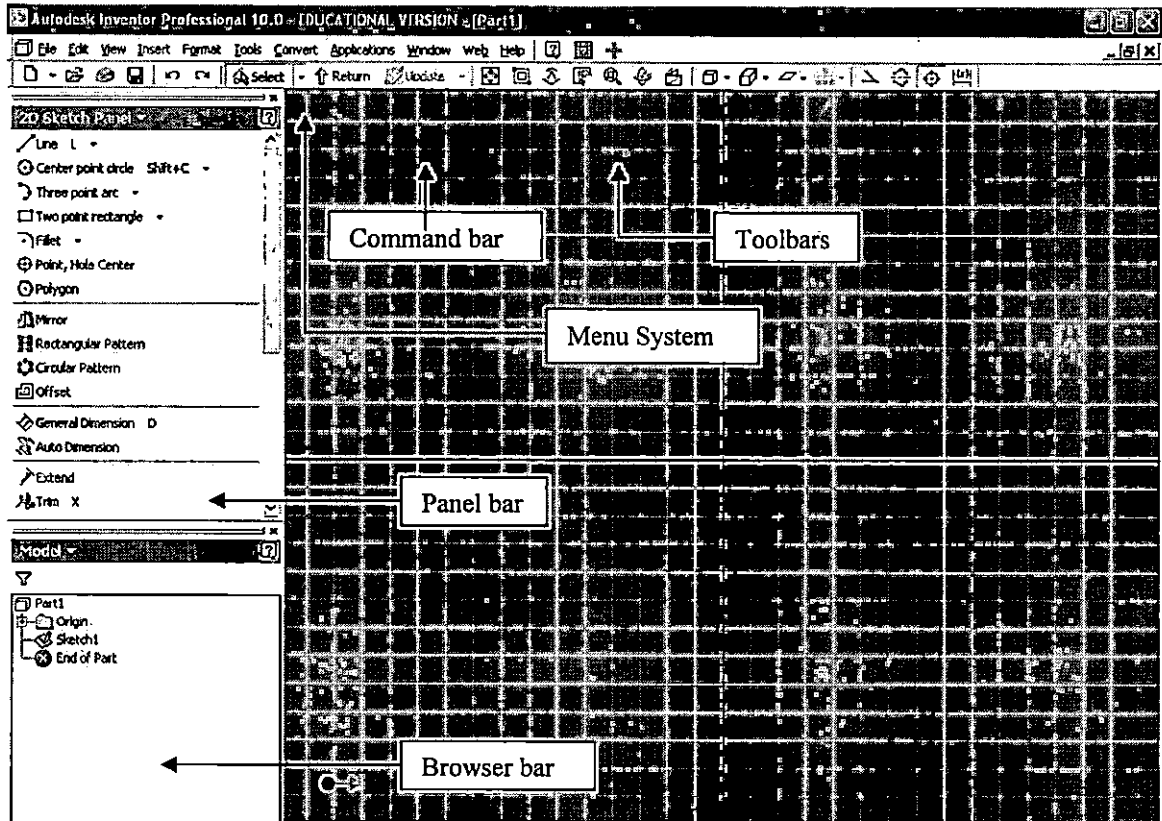 Autodesk Inventor Professional 10.0 - EDUCATIONAL VERSION - [Part1]
File Edit View Insert Format Tools Convert Applications Window Web Help
Select Return Update
2D Sketch Panel
Line L
Center point circle Shift+C
Three point arc
Two point rectangle
Fillet
Point, Hole Center
Polygon
Mirror
Rectangular Pattern
Circular Pattern
Offset
General Dimension D
Auto Dimension
Extend
Trim X
Command bar
Toolbars
Menu System
Panel bar
Model
Part1
Origin
Sketch1
End of Part
Browser bar